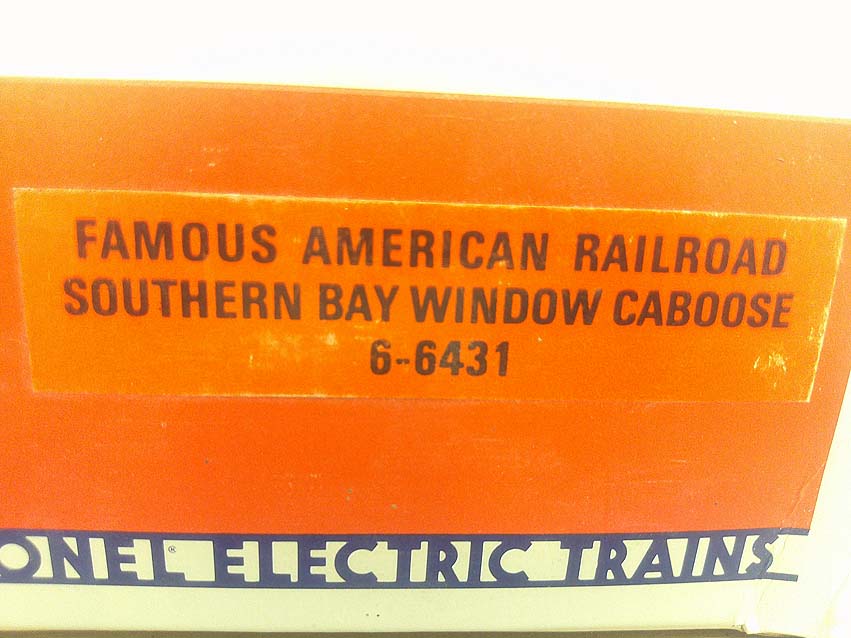 FAMOUS AMERICAN RAILROAD
SOUTHERN BAY WINDOW CABOOSE
6-6431
ONEL® ELECTRIC TRAINS